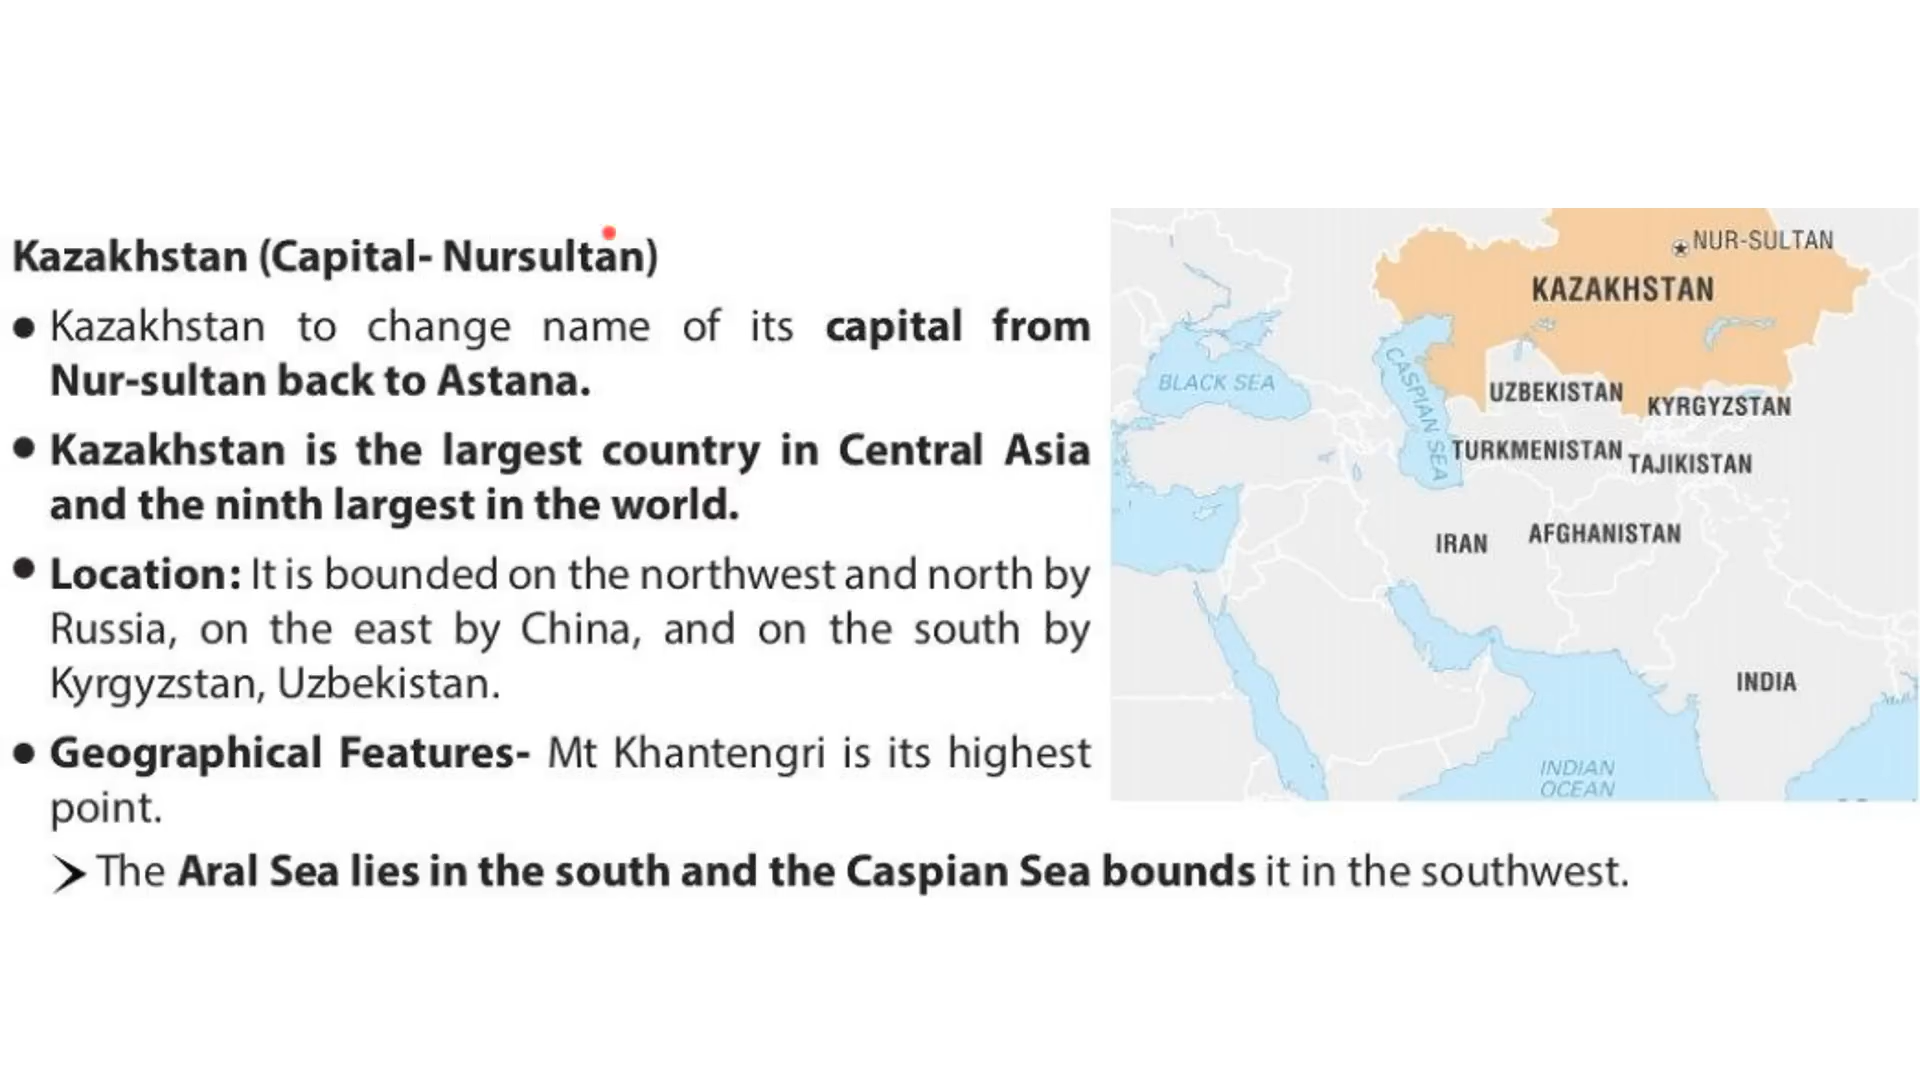 Kazakhstan (Capital- Nursultan)
● Kazakhstan to change name of its capital from
Nur-sultan back to Astana.
● Kazakhstan is the largest country in Central Asia
and the ninth largest in the world.
● Location: It is bounded on the northwest and north by
Russia, on the east by China, and on the south by
Kyrgyzstan, Uzbekistan.
● Geographical Features- Mt Khantengri is its highest
point.
➤ The Aral Sea lies in the south and the Caspian Sea bounds it in the southwest.
NUR-SULTAN
KAZAKHSTAN
BLACK SEA
CASPIAN SEA
UZBEKISTAN
KYRGYZSTAN
TURKMENISTAN
TAJIKISTAN
IRAN
AFGHANISTAN
INDIA
INDIAN
OCEAN